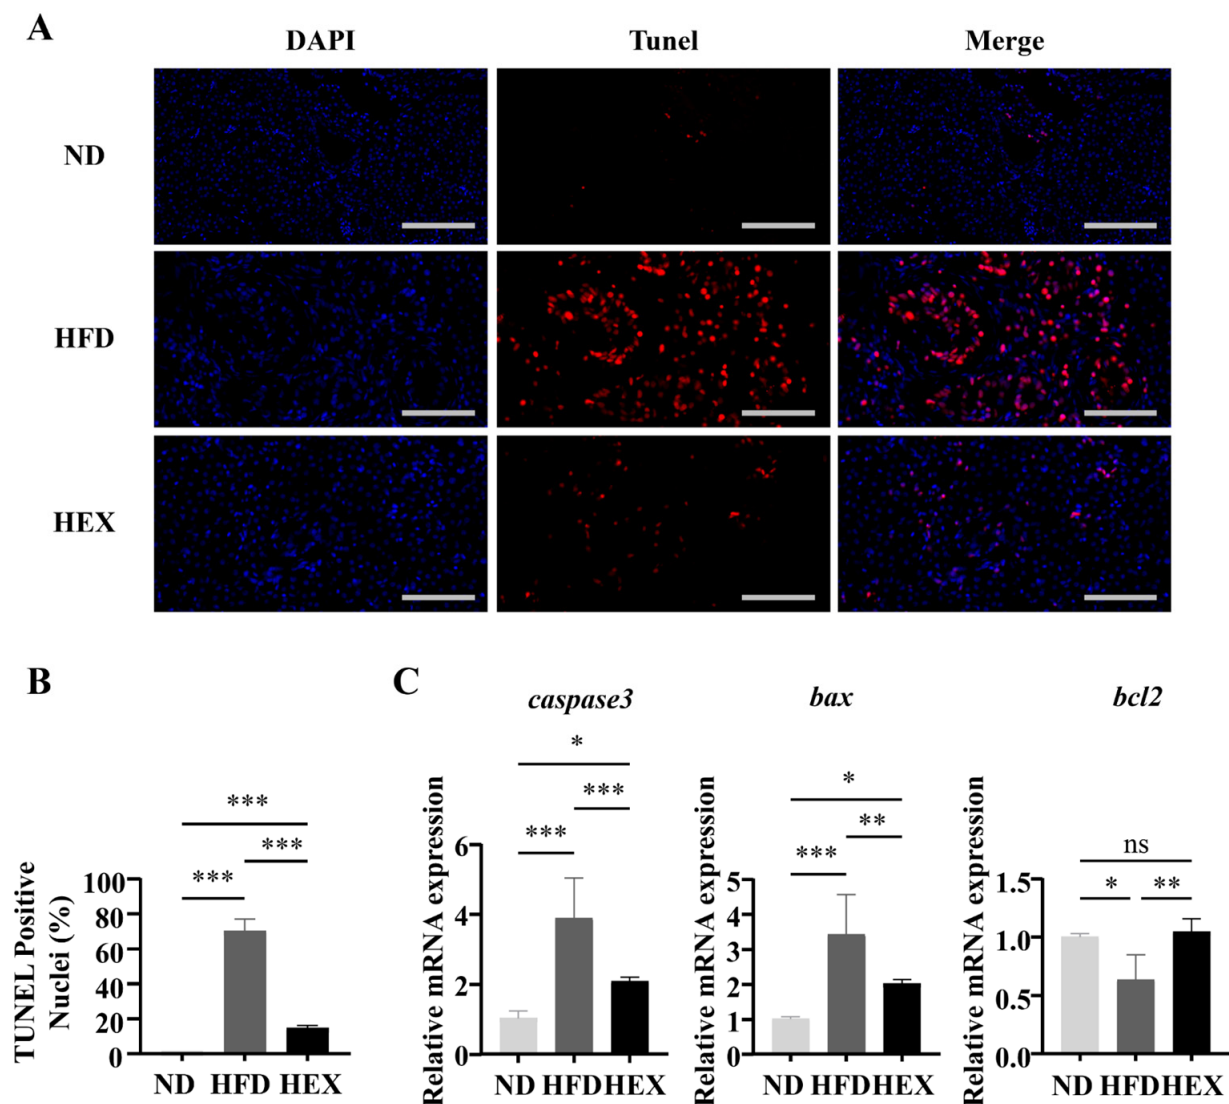 A
DAPI
Tunel
Merge
ND
HFD
HEX
B
TUNEL Positive
Nuclei (%)
100
80
60
40
20
0
***
***
***
ND HFD HEX
C
caspase3
Relative mRNA expression
6
4
2
0
*
***
***
ND HFD HEX
bax
Relative mRNA expression
5
4
3
2
1
0
*
**
***
ND HFD HEX
bcl2
Relative mRNA expression
1.5
1.0
0.5
0.0
ns
* **
ND HFD HEX